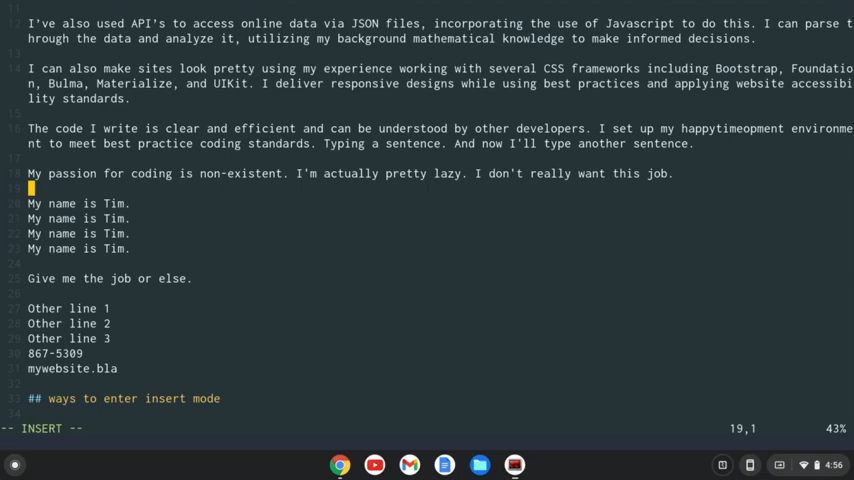 11
12 I've also used API's to access online data via JSON files, incorporating the use of Javascript to do this. I can parse t
hrough the data and analyze it, utilizing my background mathematical knowledge to make informed decisions.
13
14 I can also make sites look pretty using my experience working with several CSS frameworks including Bootstrap, Foundatio
n, Bulma, Materialize, and UIKit. I deliver responsive designs while using best practices and applying website accessibi
lity standards.
15
16 The code I write is clear and efficient and can be understood by other developers. I set up my happytimeopment environme
nt to meet best practice coding standards. Typing a sentence. And now I'll type another sentence.
17
18 My passion for coding is non-existent. I'm actually pretty lazy. I don't really want this job.
19
20 My name is Tim.
21 My name is Tim.
22 My name is Tim.
23 My name is Tim.
24
25 Give me the job or else.
26
27 Other line 1
28 Other line 2
29 Other line 3
30 867-5309
31 mywebsite.bla
32
33 ## ways to enter insert mode
34
-- INSERT -- 19,1 43%
4:56